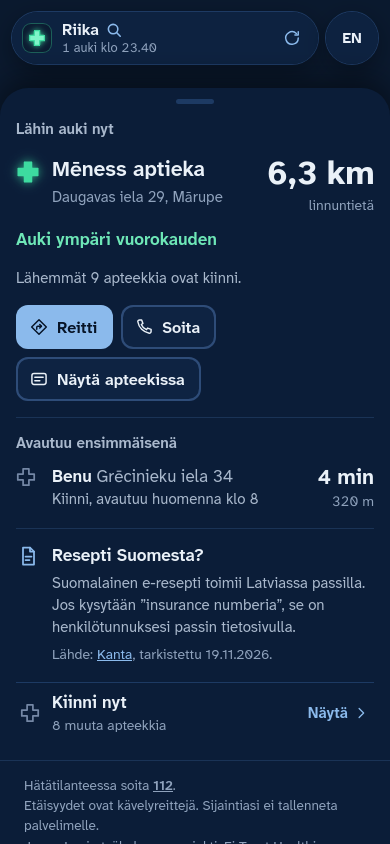 Riika
1 auki klo 23.40
EN
Lähin auki nyt
Mēness aptieka
Daugavas iela 29, Mārupe
6,3 km
linnuntietä
Auki ympäri vuorokauden
Lähemmät 9 apteekkia ovat kiinni.
Reitti
Soita
Näytä apteekissa
Avautuu ensimmäisenä
Benu Grēcinieku iela 34
Kiinni, avautuu huomenna klo 8
4 min
320 m
Resepti Suomesta?
Suomalainen e-resepti toimii Latviassa passilla.
Jos kysytään ”insurance numberia”, se on
henkilötunnuksesi passin tietosivulla.
Lähde: Kanta, tarkistettu 19.11.2026.
Kiinni nyt
8 muuta apteekkia
Näytä
Hätätilanteessa soita 112.
Etäisyydet ovat kävelyreittejä. Sijaintiasi ei tallenneta
palvelimelle.